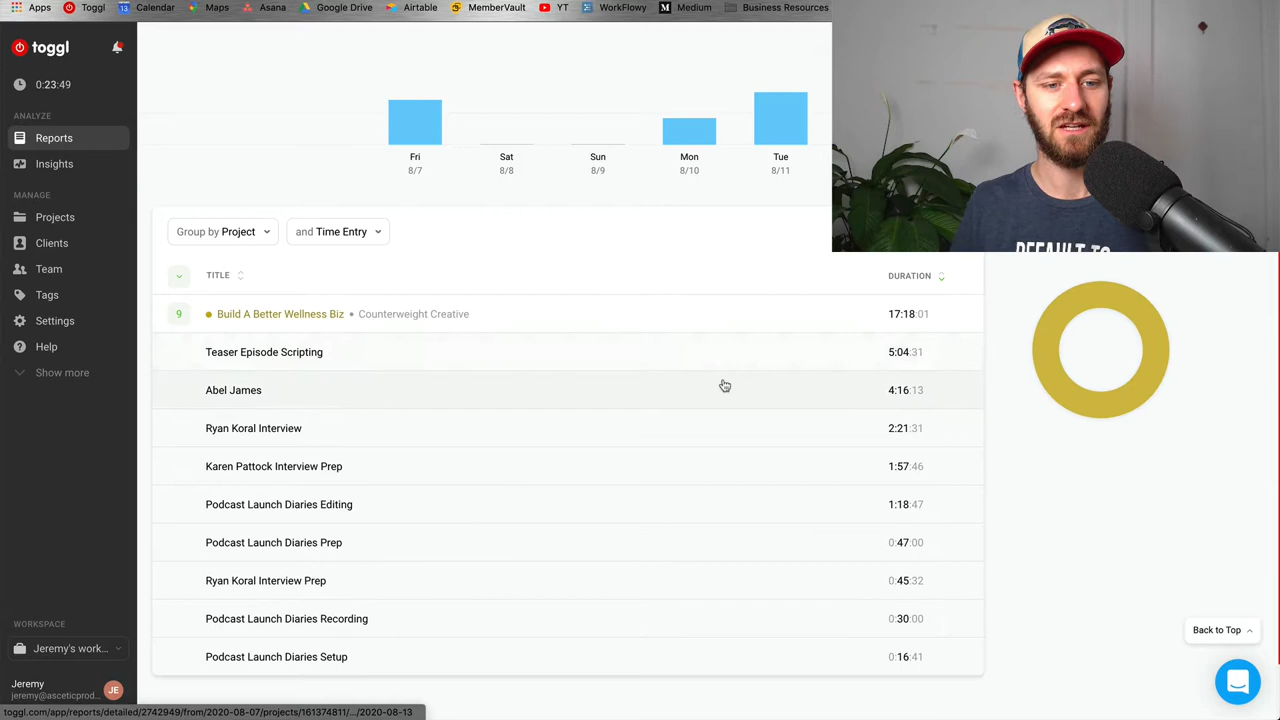 Apps Toggl 13 Calendar Maps Asana Google Drive Airtable MemberVault YT WorkFlowy Medium Business Resources
toggl
0:23:49
ANALYZE
Reports
Insights
MANAGE
Projects
Clients
Team
Tags
Settings
Help
Show more
WORKSPACE
Jeremy's work...
Jeremy
jeremy@asceticprod...
JE
Fri Sat Sun Mon Tue
8/7 8/8 8/9 8/10 8/11
Group by Project and Time Entry
TITLE DURATION
9 Build A Better Wellness Biz • Counterweight Creative 17:18:01
Teaser Episode Scripting 5:04:31
Abel James 4:16:13
Ryan Koral Interview 2:21:31
Karen Pattock Interview Prep 1:57:46
Podcast Launch Diaries Editing 1:18:47
Podcast Launch Diaries Prep 0:47:00
Ryan Koral Interview Prep 0:45:32
Podcast Launch Diaries Recording 0:30:00
Podcast Launch Diaries Setup 0:16:41
DEFAULT TO
Back to Top
toggl.com/app/reports/detailed/2742949/from/2020-08-07/projects/161374811/.../2020-08-13